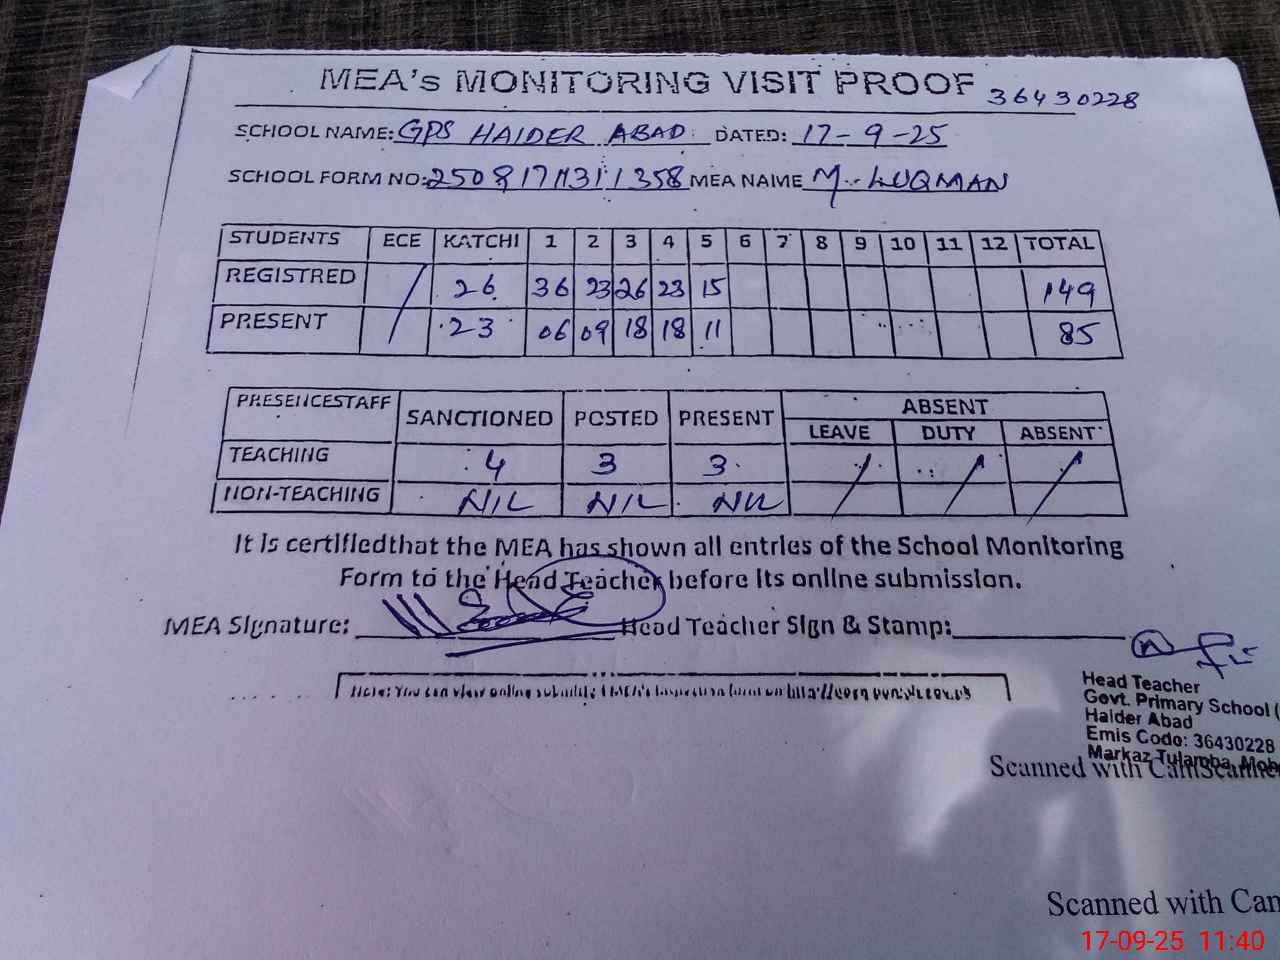 MEA's MONITORING VISIT PROOF 36430228
SCHOOL NAME: GPS HAIDER ABAD DATED: 17-9-25
SCHOOL FORM NO: MEA NAME M. LUQMAN
STUDENTS ECE KATCHI 1 2 3 4 5 6 7 8 9 10 11 12 TOTAL
REGISTRED / 26 36 23 26 23 15 149
PRESENT 23 06 09 18 18 11 85
PRESENCESTAFF SANCTIONED POSTED PRESENT ABSENT
LEAVE DUTY ABSENT
TEACHING 4 3 3 / / /
NON-TEACHING NIL NIL NIL
It is certifiedthat the MEA has shown all entries of the School Monitoring
Form to the Head Teacher before its online submission.
MEA Signature: Head Teacher Sign & Stamp:
Note: You can view online
Head Teacher
Govt. Primary School (
Haider Abad
Emis Code: 36430228
Markaz Tulamba,
Scanned with CamScanne
Scanned with Cam
17-09-25 11:40